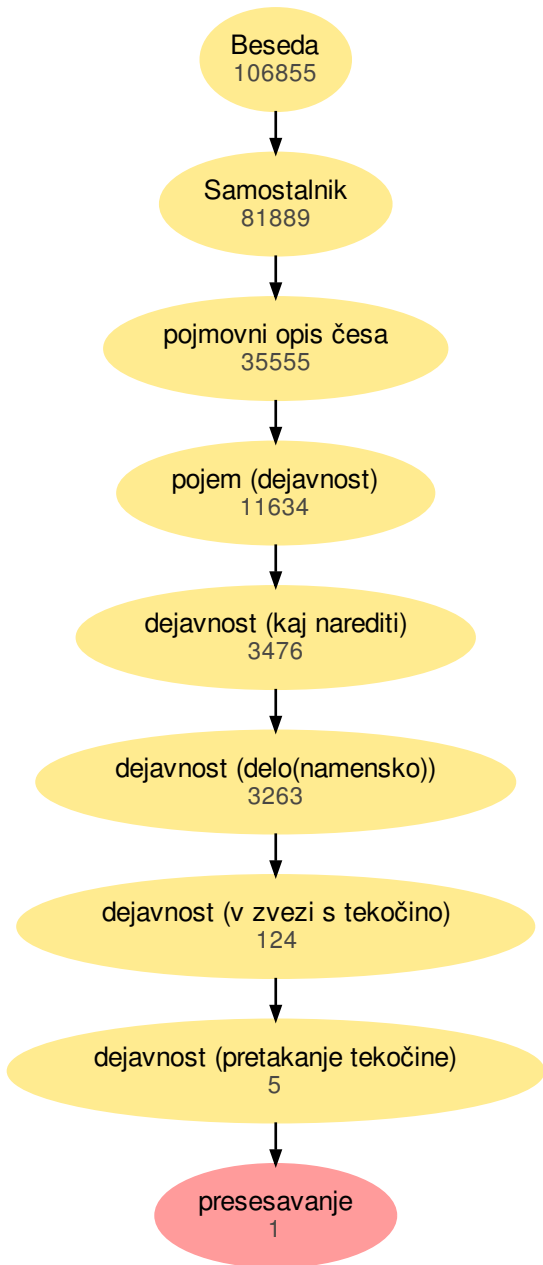 Beseda
106855
Samostalnik
81889
pojmovni opis česa
35555
pojem (dejavnost)
11634
dejavnost (kaj narediti)
3476
dejavnost (delo(namensko))
3263
dejavnost (v zvezi s tekočino)
124
dejavnost (pretakanje tekočine)
5
presesavanje
1